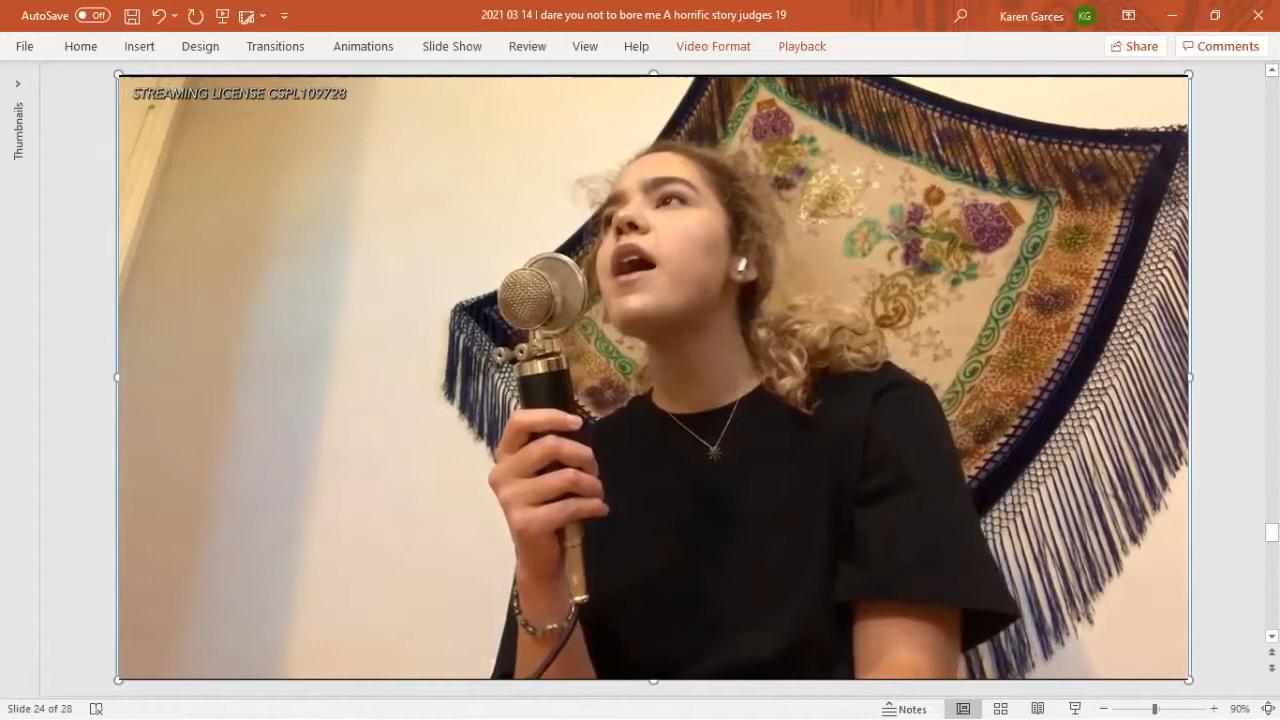 AutoSave Off 2021 03 14 I dare you not to bore me A horrific story judges 19 Karen Garces KG
File Home Insert Design Transitions Animations Slide Show Review View Help Video Format Playback Share Comments
Thumbnails
STREAMING LICENSE CSPL109728
Slide 24 of 28 Notes 90%